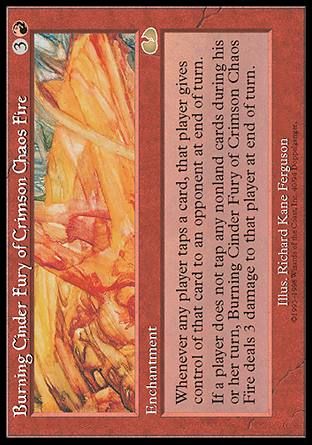 Burning Cinder Fury of Crimson Chaos Fire 3
Enchantment
Whenever any player taps a card, that player gives
control of that card to an opponent at end of turn.
If a player does not tap any nonland cards during his
or her turn, Burning Cinder Fury of Crimson Chaos
Fire deals 3 damage to that player at end of turn.
Illus. Richard Kane Ferguson